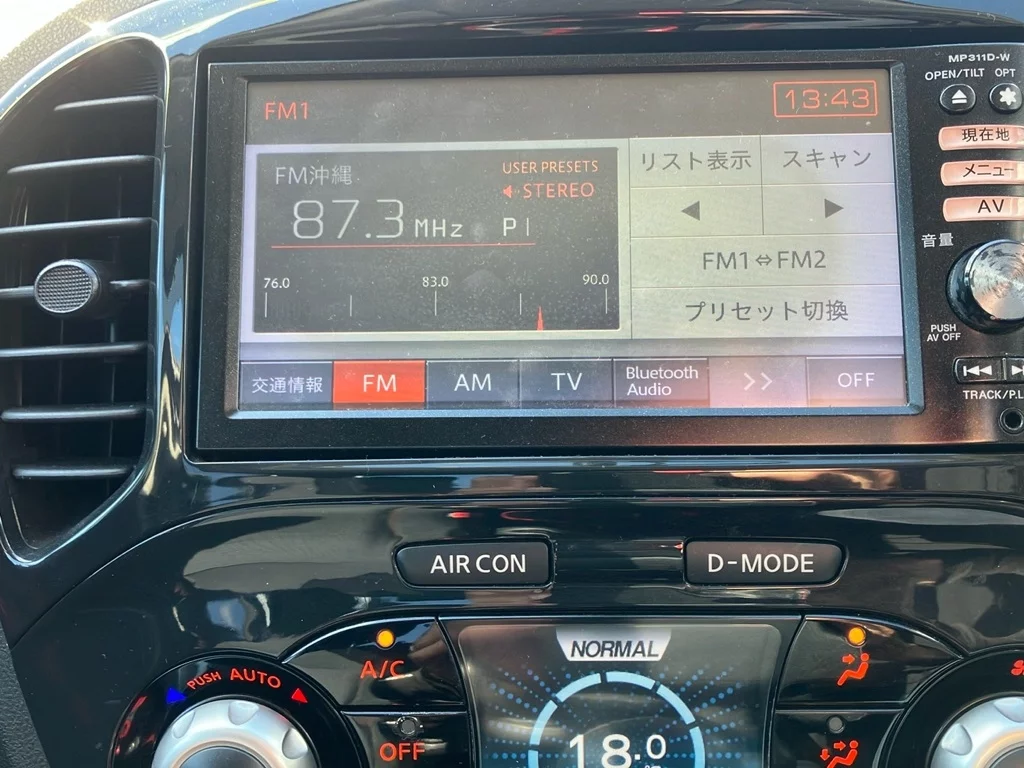 MP311D-W
OPEN/TILT OPT
FM1
13:43
現在地
メニュー
AV
音量
PUSH
AV OFF
TRACK/P.L
FM沖縄
USER PRESETS
STEREO
87.3 MHz P1
76.0 83.0 90.0
リスト表示 スキャン
◀ ▶
FM1⇔FM2
プリセット切換
交通情報 FM AM TV Bluetooth Audio >> OFF
AIR CON
D-MODE
NORMAL
18.0
A/C
PUSH AUTO
OFF